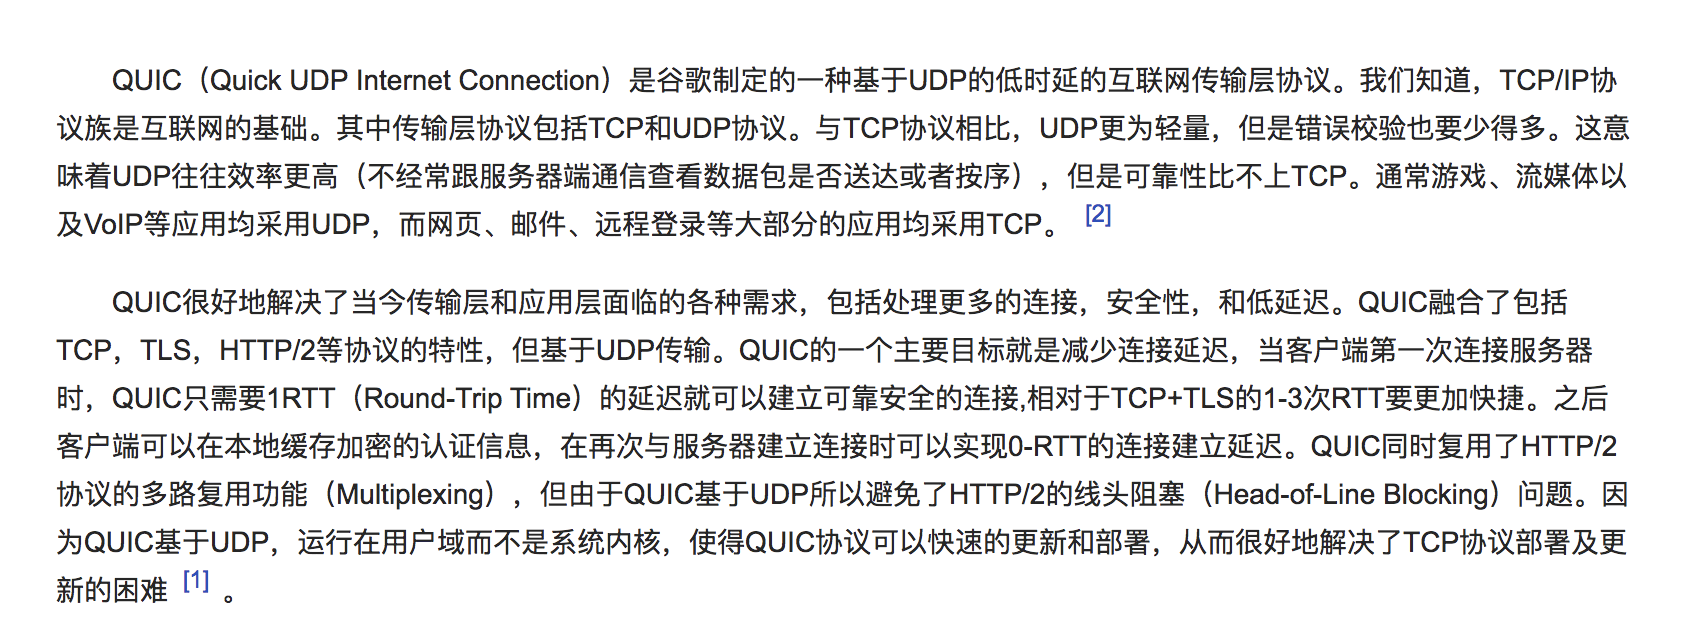 QUIC（Quick UDP Internet Connection）是谷歌制定的一种基于UDP的低时延的互联网传输层协议。我们知道，TCP/IP协
议族是互联网的基础。其中传输层协议包括TCP和UDP协议。与TCP协议相比，UDP更为轻量，但是错误校验也要少得多。这意
味着UDP往往效率更高（不经常跟服务器端通信查看数据包是否送达或者按序），但是可靠性比不上TCP。通常游戏、流媒体以
及VoIP等应用均采用UDP，而网页、邮件、远程登录等大部分的应用均采用TCP。 [2]
QUIC很好地解决了当今传输层和应用层面临的各种需求，包括处理更多的连接，安全性，和低延迟。QUIC融合了包括
TCP，TLS，HTTP/2等协议的特性，但基于UDP传输。QUIC的一个主要目标就是减少连接延迟，当客户端第一次连接服务器
时，QUIC只需要1RTT（Round-Trip Time）的延迟就可以建立可靠安全的连接,相对于TCP+TLS的1-3次RTT要更加快捷。之后
客户端可以在本地缓存加密的认证信息，在再次与服务器建立连接时可以实现0-RTT的连接建立延迟。QUIC同时复用了HTTP/2
协议的多路复用功能（Multiplexing），但由于QUIC基于UDP所以避免了HTTP/2的线头阻塞（Head-of-Line Blocking）问题。因
为QUIC基于UDP，运行在用户域而不是系统内核，使得QUIC协议可以快速的更新和部署，从而很好地解决了TCP协议部署及更
新的困难 [1] 。